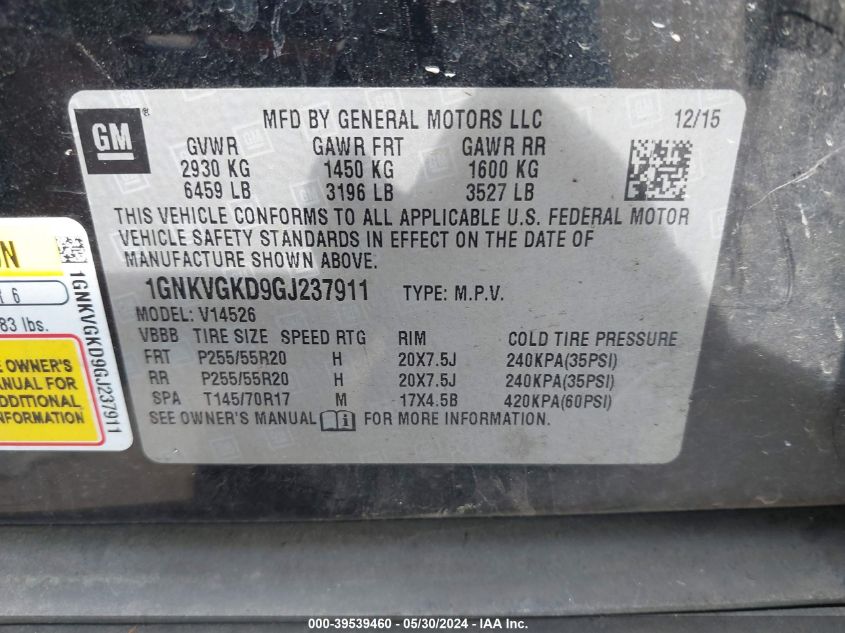 GM ®
MFD BY GENERAL MOTORS LLC 12/15
GVWR GAWR FRT GAWR RR
2930 KG 1450 KG 1600 KG
6459 LB 3196 LB 3527 LB
THIS VEHICLE CONFORMS TO ALL APPLICABLE U.S. FEDERAL MOTOR
VEHICLE SAFETY STANDARDS IN EFFECT ON THE DATE OF
MANUFACTURE SHOWN ABOVE.
1GNKVGKD9GJ237911 TYPE: M.P.V.
MODEL: V14526
VBBB TIRE SIZE SPEED RTG RIM COLD TIRE PRESSURE
FRT P255/55R20 H 20X7.5J 240KPA(35PSI)
RR P255/55R20 H 20X7.5J 240KPA(35PSI)
SPA T145/70R17 M 17X4.5B 420KPA(60PSI)
SEE OWNER'S MANUAL i FOR MORE INFORMATION.
6
83 lbs.
OWNER'S
MANUAL FOR
ADDITIONAL
INFORMATION
1GNKVGKD9GJ237911
000-39539460 - 05/30/2024 - IAA Inc.